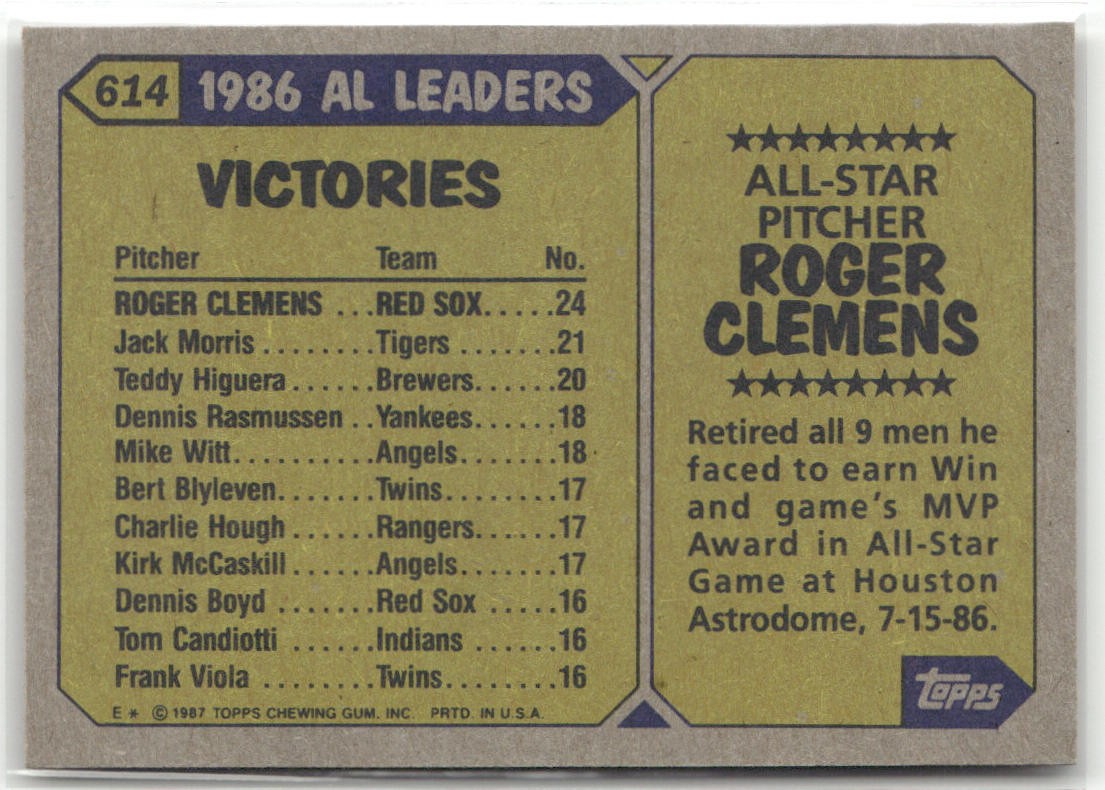 614 1986 AL LEADERS
VICTORIES
Pitcher Team No.
ROGER CLEMENS ...RED SOX.....24
Jack Morris ........Tigers .......21
Teddy Higuera......Brewers......20
Dennis Rasmussen ..Yankees......18
Mike Witt..........Angels.......18
Bert Blyleven.......Twins........17
Charlie Hough ......Rangers......17
Kirk McCaskill ......Angels.......17
Dennis Boyd .......Red Sox .....16
Tom Candiotti ......Indians .....16
Frank Viola ........Twins........16
E * © 1987 TOPPS CHEWING GUM. INC. PRTD. IN U.S.A.
★★★★★★★★
ALL-STAR
PITCHER
ROGER
CLEMENS
★★★★★★★★
Retired all 9 men he
faced to earn Win
and game's MVP
Award in All-Star
Game at Houston
Astrodome, 7-15-86.
topps